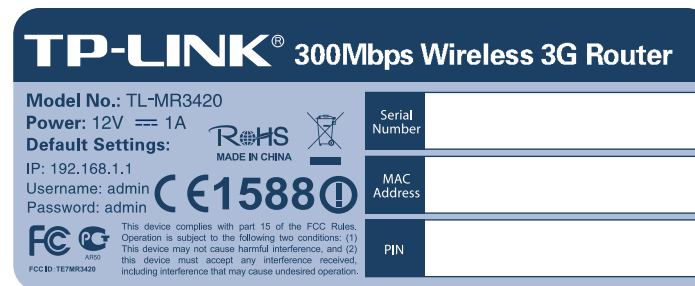 TP-LINK® 300Mbps Wireless 3G Router
Model No.: TL-MR3420
Power: 12V ⎓ 1A
Default Settings:
IP: 192.168.1.1
Username: admin
Password: admin
RoHS
MADE IN CHINA
CE1588
This device complies with part 15 of the FCC Rules.
Operation is subject to the following two conditions: (1)
This device may not cause harmful interference, and (2)
this device must accept any interference received,
including interference that may cause undesired operation.
FC
AR50
FCC ID: TE7MR3420
Serial
Number
MAC
Address
PIN